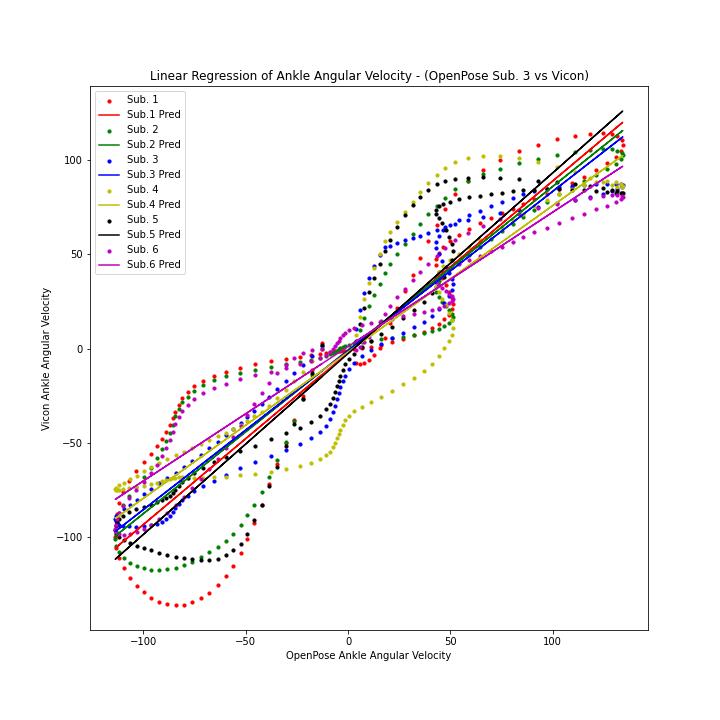 Linear Regression of Ankle Angular Velocity - (OpenPose Sub. 3 vs Vicon)
Sub. 1
Sub.1 Pred
Sub. 2
Sub.2 Pred
Sub. 3
Sub.3 Pred
Sub. 4
Sub.4 Pred
Sub. 5
Sub.5 Pred
Sub. 6
Sub.6 Pred
Vicon Ankle Angular Velocity
100
50
0
−50
−100
−100
−50
0
50
100
OpenPose Ankle Angular Velocity